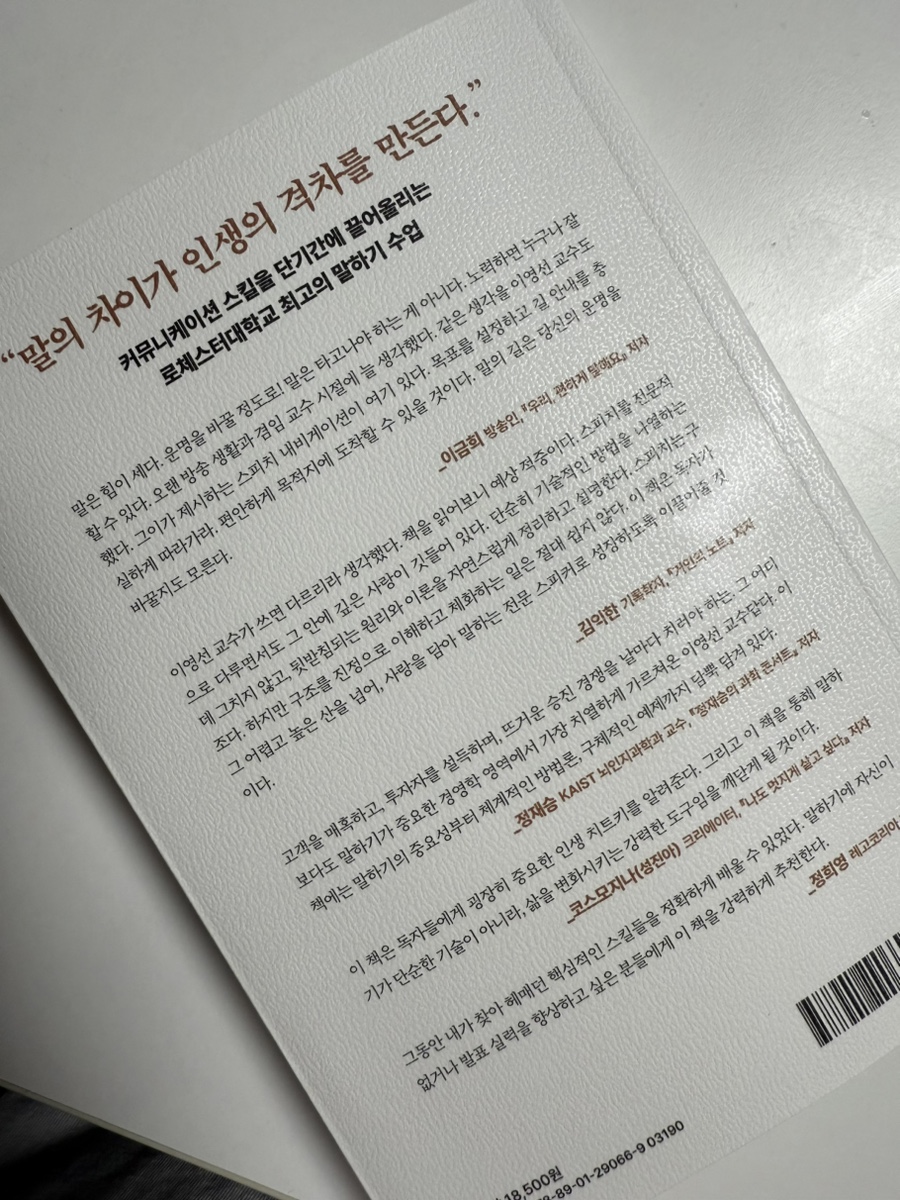 “말의 차이가 인생의 격차를 만든다.”
커뮤니케이션 스킬을 단기간에 끌어올리는
로체스터대학교 최고의 말하기 수업
말은 힘이 세다. 운명을 바꿀 정도로! 말은 타고나야 하는 게 아니다. 노력하면 누구나 잘
할 수 있다. 오랜 방송 생활과 겸임 교수 시절에 늘 생각했다. 같은 생각을 이영선 교수도
했다. 그이가 제시하는 스피치 내비게이션이 여기 있다. 목표를 설정하고 길 안내를 충
실하게 따라가라. 편안하게 목적지에 도착할 수 있을 것이다. 말의 길은 당신의 운명을
바꿀지도 모른다.
_이금희 방송인, 『우리, 편하게 말해요』 저자
이영선 교수가 쓰면 다르리라 생각했다. 책을 읽어보니 예상 적중이다. 스피치를 전문적
으로 다루면서도 그 안에 깊은 사랑이 깃들어 있다. 단순히 기술적인 방법을 나열하는
데 그치지 않고, 뒷받침되는 원리와 이론을 자연스럽게 정리하고 설명한다. 스피치는 구
조다. 하지만 구조를 진정으로 이해하고 체화하는 일은 절대 쉽지 않다. 이 책은 독자가
그 어렵고 높은 산을 넘어, 사랑을 담아 말하는 전문 스피커로 성장하도록 이끌어줄 것
이다.
_김익한 기록학자, 『거인의 노트』 저자
고객을 매혹하고, 투자자를 설득하며, 뜨거운 승진 경쟁을 날마다 치러야 하는, 그 어디
보다도 말하기가 중요한 경영학 영역에서 가장 치열하게 가르쳐온 이영선 교수답다. 이
책에는 말하기의 중요성부터 체계적인 방법론, 구체적인 예제까지 듬뿍 담겨 있다.
_정재승 KAIST 뇌인지과학과 교수, 『정재승의 과학 콘서트』 저자
이 책은 독자들에게 굉장히 중요한 인생 치트키를 알려준다. 그리고 이 책을 통해 말하
기가 단순한 기술이 아니라, 삶을 변화시키는 강력한 도구임을 깨닫게 될 것이다.
_코스모지나(성진아) 크리에이터, 『나도 멋지게 살고 싶다』 저자
그동안 내가 찾아 헤매던 핵심적인 스킬들을 정확하게 배울 수 있었다. 말하기에 자신이
없거나 발표 실력을 향상하고 싶은 분들에게 이 책을 강력하게 추천한다.
_정희영 레고코리아
18,500원
78-89-01-29066-9 03190